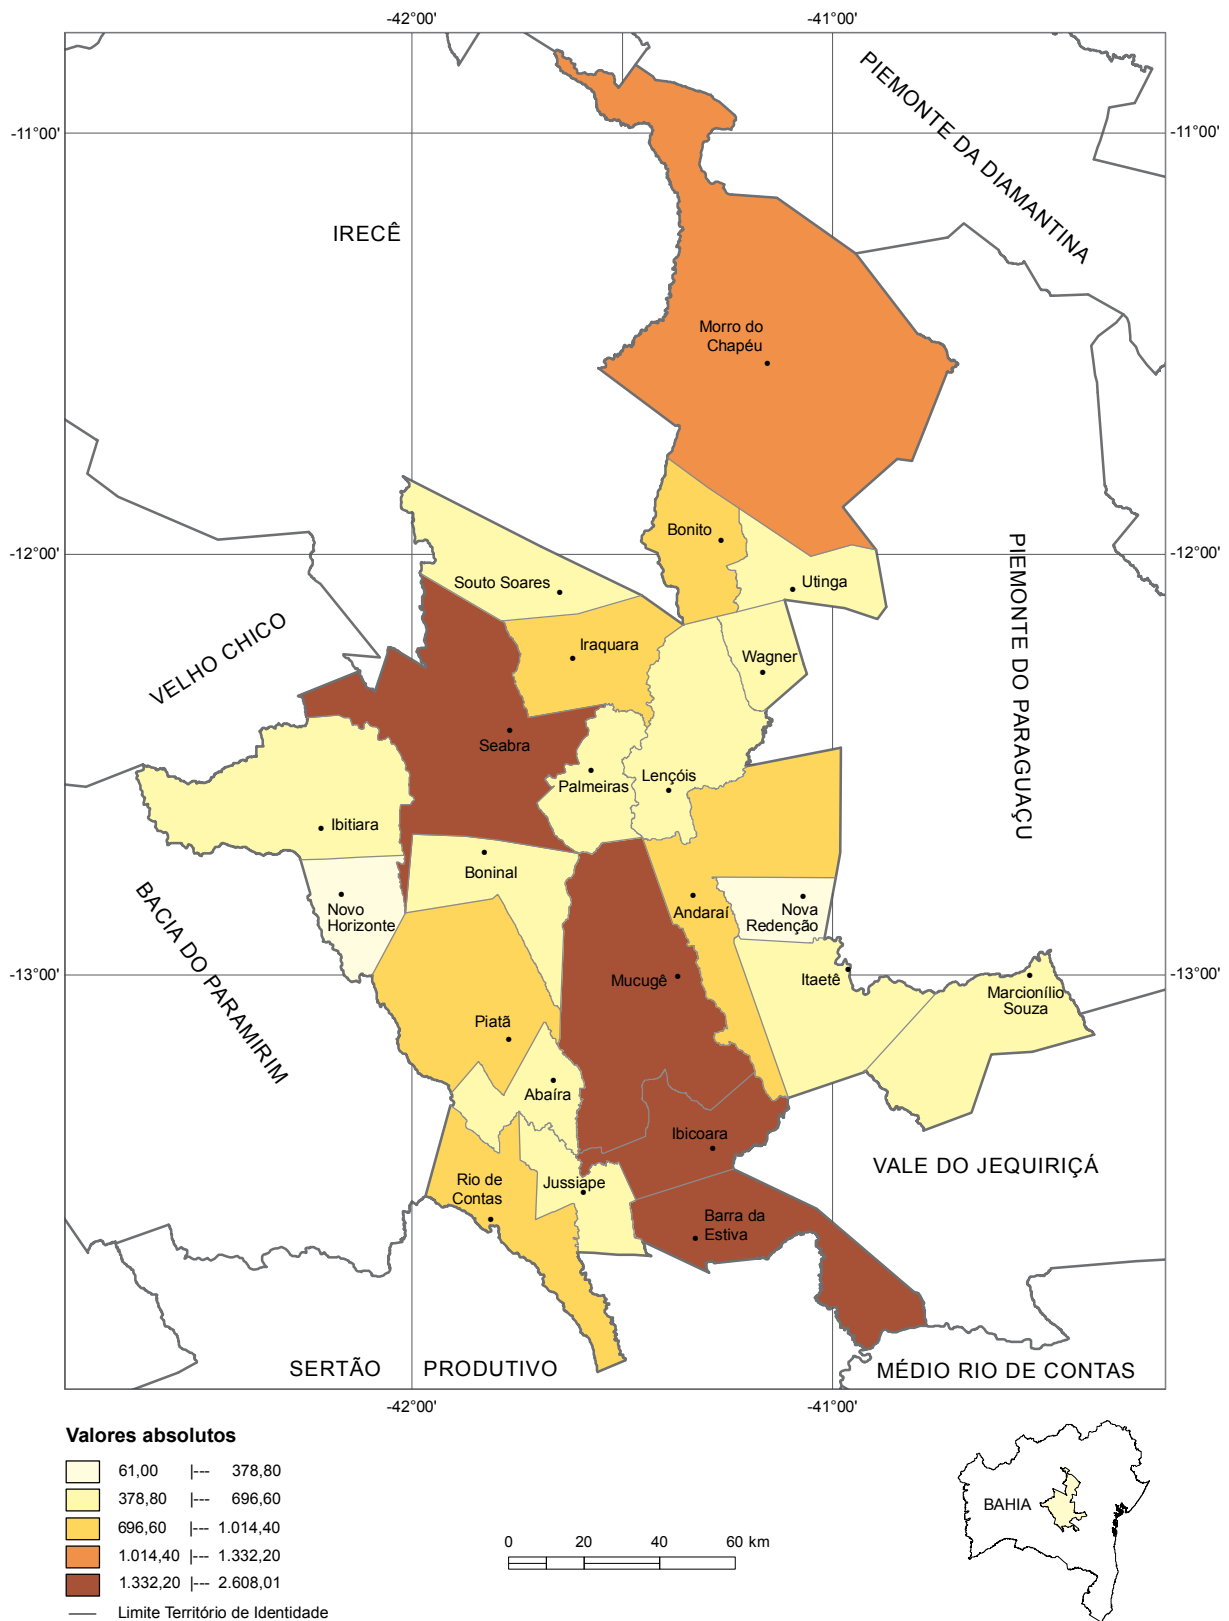 -42°00'
-41°00'
PIEMONTE DA DIAMANTINA
-11°00'
-11°00'
IRECÊ
Morro do
Chapéu
Bonito
-12°00'
-12°00'
Utinga
Souto Soares
PIEMONTE DO PARAGUAÇU
VELHO CHICO
Iraquara
Wagner
Seabra
Palmeiras
Lençóis
Ibitiara
Boninal
BACIA DO PARAMIRIM
Novo
Horizonte
Andaraí
Nova
Redenção
-13°00'
-13°00'
Mucugê
Itaetê
Marcionílio
Souza
Piatã
Abaíra
Ibicoara
VALE DO JEQUIRIÇÁ
Rio de
Contas
Jussiape
Barra da
Estiva
SERTÃO PRODUTIVO
MÉDIO RIO DE CONTAS
-42°00'
-41°00'
Valores absolutos
61,00 |--- 378,80
378,80 |--- 696,60
696,60 |--- 1.014,40
1.014,40 |--- 1.332,20
1.332,20 |--- 2.608,01
Limite Território de Identidade
0 20 40 60 km
BAHIA